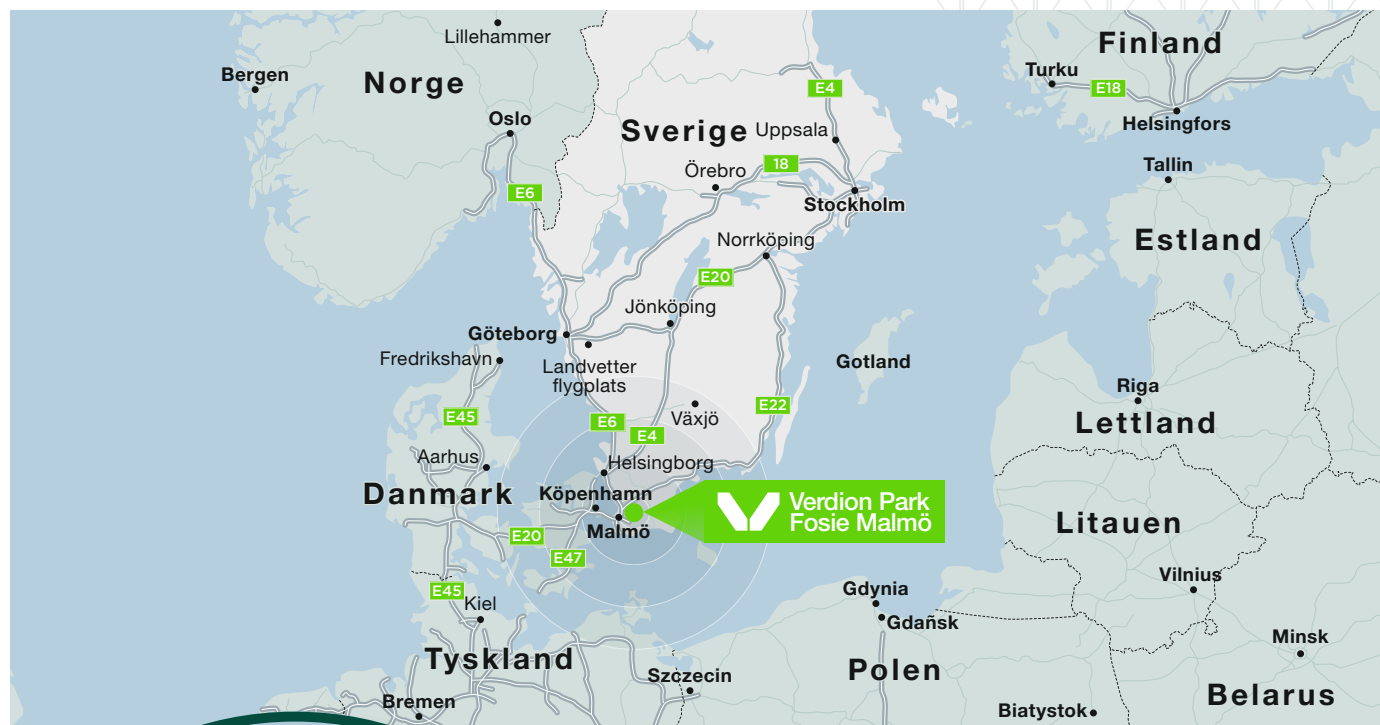 Finland
Lillehammer
Bergen
Norge
Turku
E4
E18
Oslo
Helsingfors
Sverige
Uppsala
Tallin
18
Örebro
E6
Stockholm
Norrköping
Estland
E20
Jönköping
Göteborg
Fredrikshavn
Landvetter
flygplats
Gotland
Riga
E45
E6
E4
Växjö
E22
Lettland
Aarhus
Helsingborg
Danmark
Köpenhamn
Verdion Park
Fosie Malmö
Malmö
Litauen
E20
E47
Vilnius
E45
Kiel
Gdynia
Gdañsk
Minsk
Tyskland
Szczecin
Polen
Belarus
Bremen
Białystok